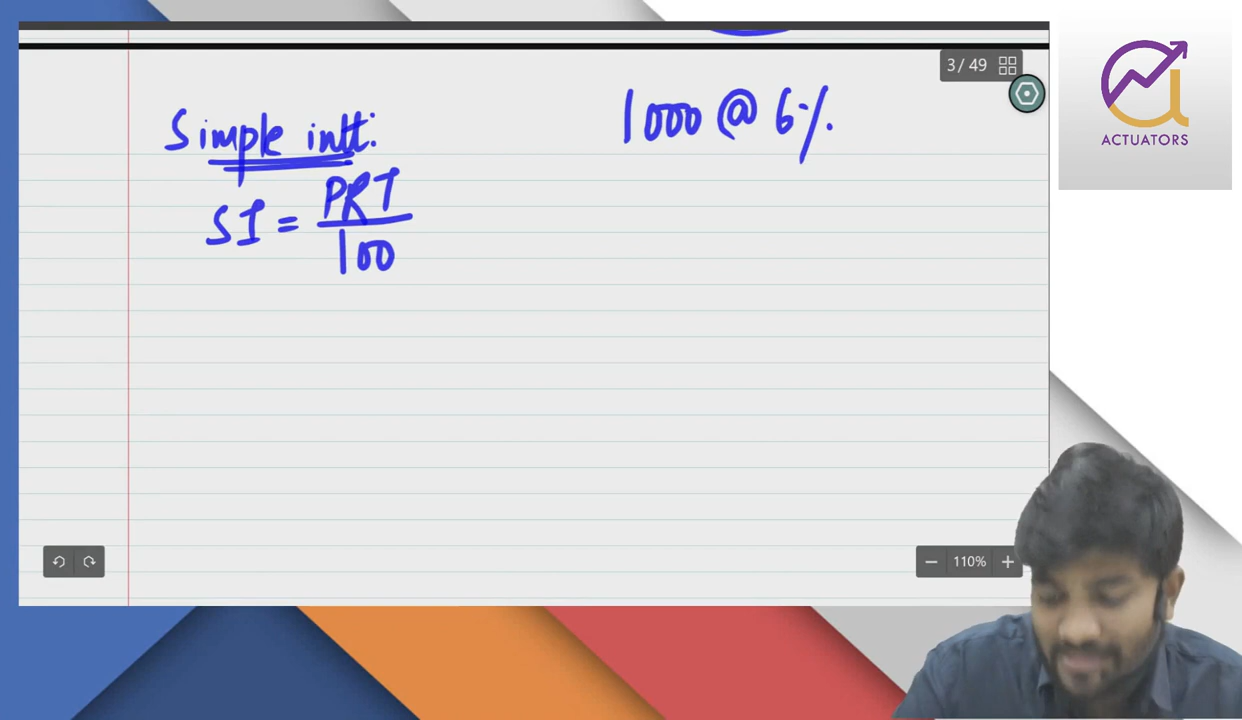 3 / 49
1000 @ 6%
Simple intt:
SI = PRT
100
110%
ACTUATORS